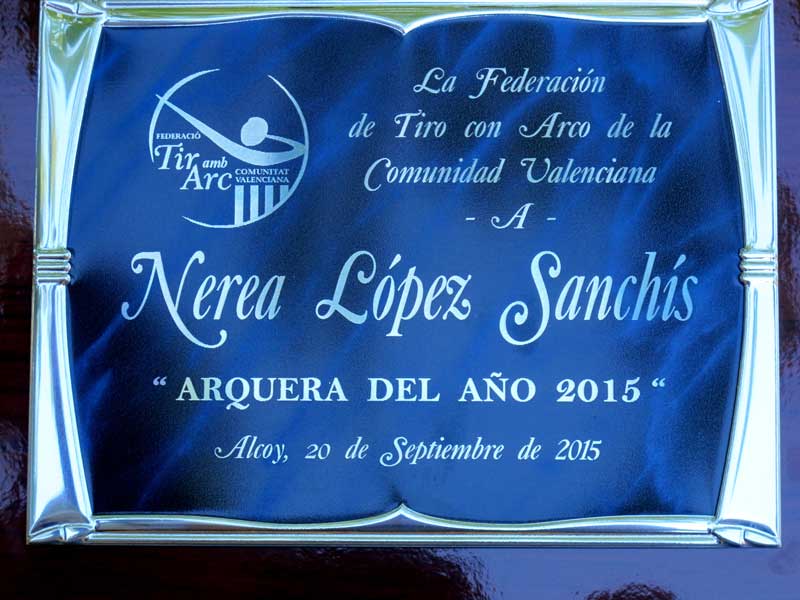 FEDERACIÓ
Tir amb
Arc
COMUNITAT
VALENCIANA
La Federación
de Tiro con Arco de la
Comunidad Valenciana
- A -
Nerea López Sanchís
“ ARQUERA DEL AÑO 2015 “
Alcoy, 20 de Septiembre de 2015